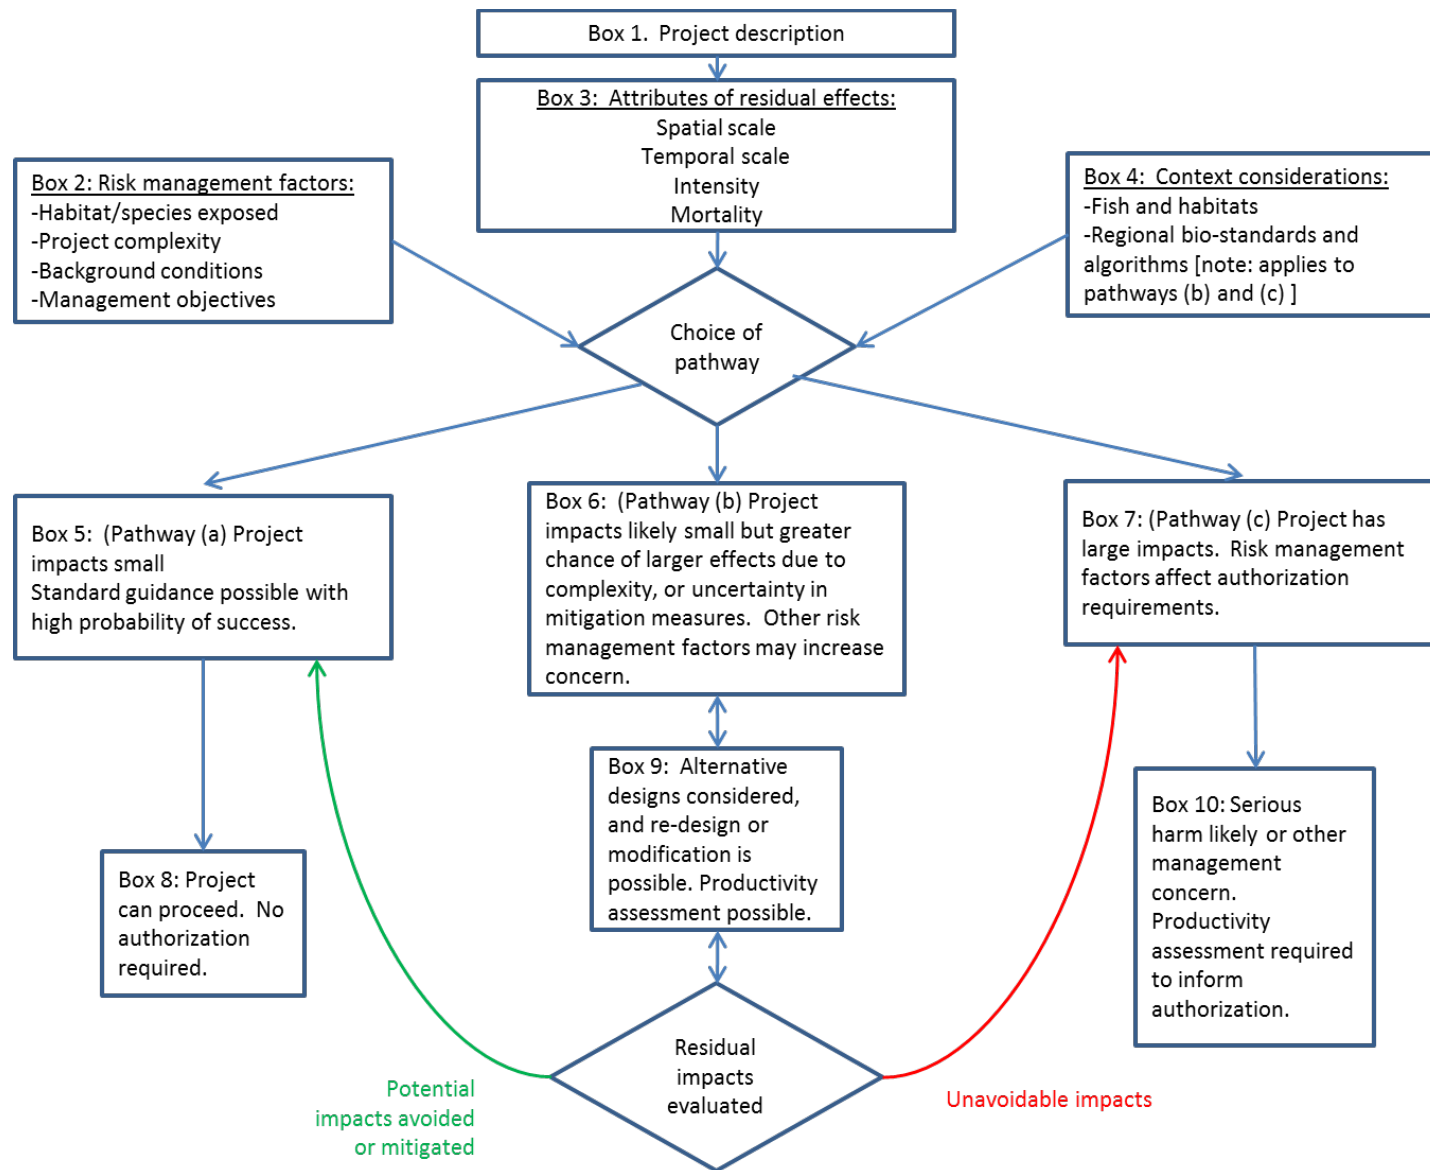 Box 1.  Project description
Box 3:  Attributes of residual effects:
Spatial scale
Temporal scale
Intensity
Mortality
Box 2: Risk management factors:
-Habitat/species exposed
-Project complexity
-Background conditions
-Management objectives
Box 4:  Context considerations:
-Fish and habitats
-Regional bio-standards and
algorithms [note: applies to
pathways (b) and (c) ]
Choice of
pathway
Box 5:  (Pathway (a) Project
impacts small
Standard guidance possible with
high probability of success.
Box 6:  (Pathway (b) Project
impacts likely small but greater
chance of larger effects due to
complexity, or uncertainty in
mitigation measures.  Other risk
management factors may increase
concern.
Box 7: (Pathway (c) Project has
large impacts.  Risk management
factors affect authorization
requirements.
Box 8: Project
can proceed.  No
authorization
required.
Box 9:  Alternative
designs considered,
and re-design or
modification is
possible. Productivity
assessment possible.
Box 10: Serious
harm likely or other
management
concern.
Productivity
assessment required
to inform
authorization.
Residual
impacts
evaluated
Potential
impacts avoided
or mitigated
Unavoidable impacts